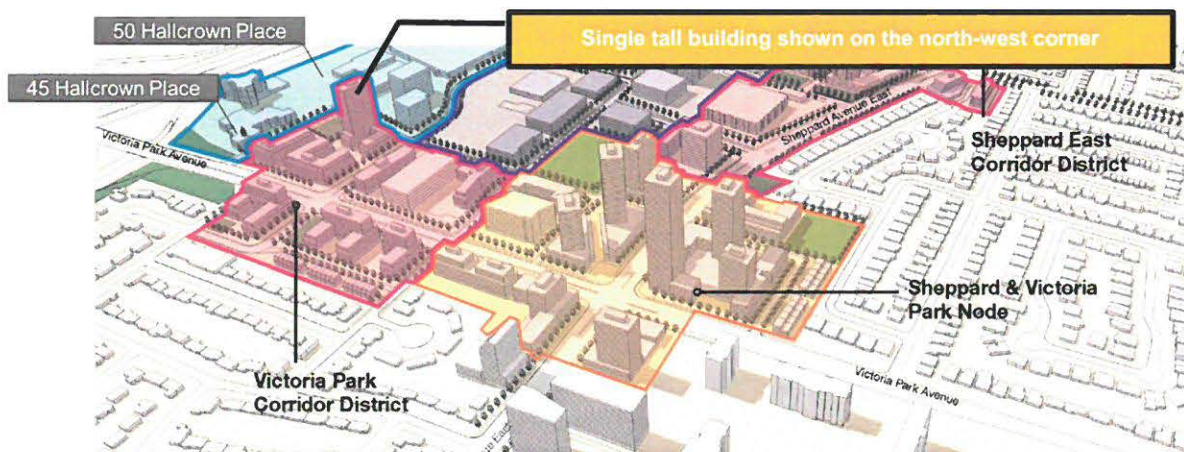 50 Hallcrown Place
Single tall building shown on the north-west corner
45 Hallcrown Place
Victoria Park Avenue
Sheppard Avenue East
Sheppard East
Corridor District
Sheppard & Victoria
Park Node
Victoria Park
Corridor District
Victoria Park Avenue
East